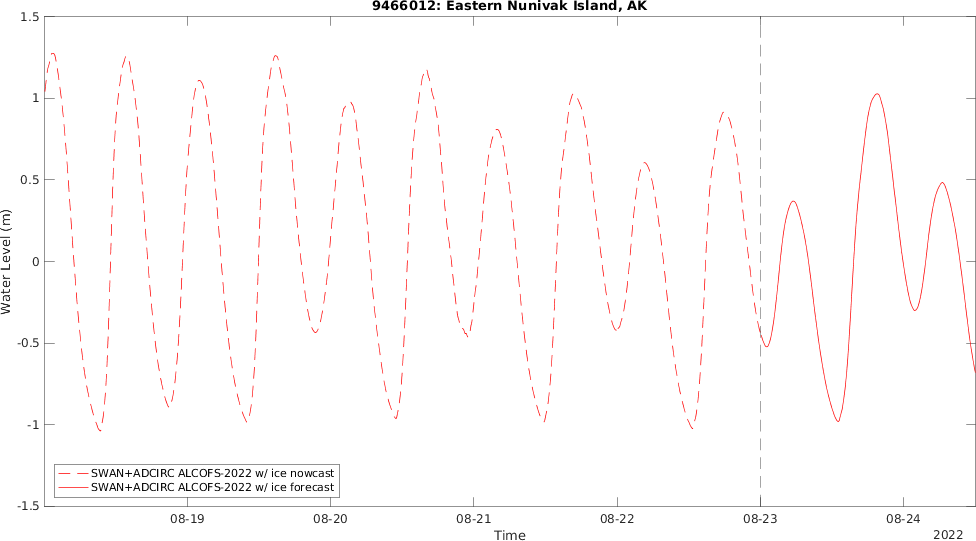 9466012: Eastern Nunivak Island, AK
1.5
1
0.5
0
-0.5
-1
-1.5
Water Level (m)
SWAN+ADCIRC ALCOFS-2022 w/ ice nowcast
SWAN+ADCIRC ALCOFS-2022 w/ ice forecast
08-19 08-20 08-21 08-22 08-23 08-24
Time
2022